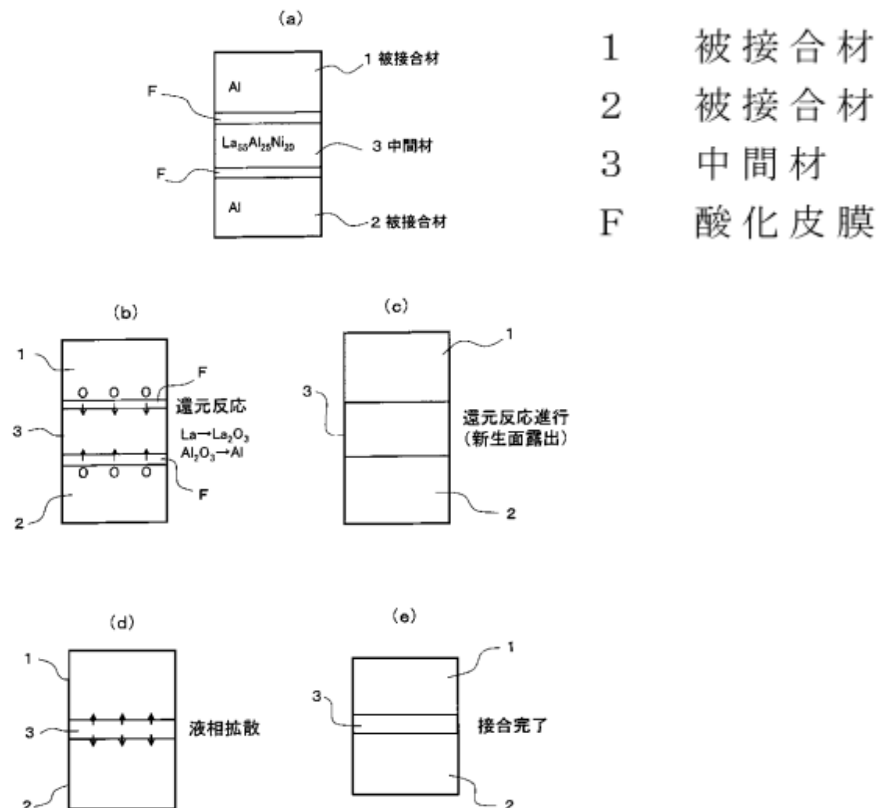 (a)
1 被接合材
Al
F
La₅₅Al₂₅Ni₂₀
3 中間材
F
Al
2 被接合材
1 被接合材
2 被接合材
3 中間材
F 酸化皮膜
(b)
1
F
O O O
還元反応
3
La→La₂O₃
Al₂O₃→Al
O O O
F
2
(c)
1
3
還元反応進行
(新生面露出)
2
(d)
1
3
液相拡散
2
(e)
1
3
接合完了
2